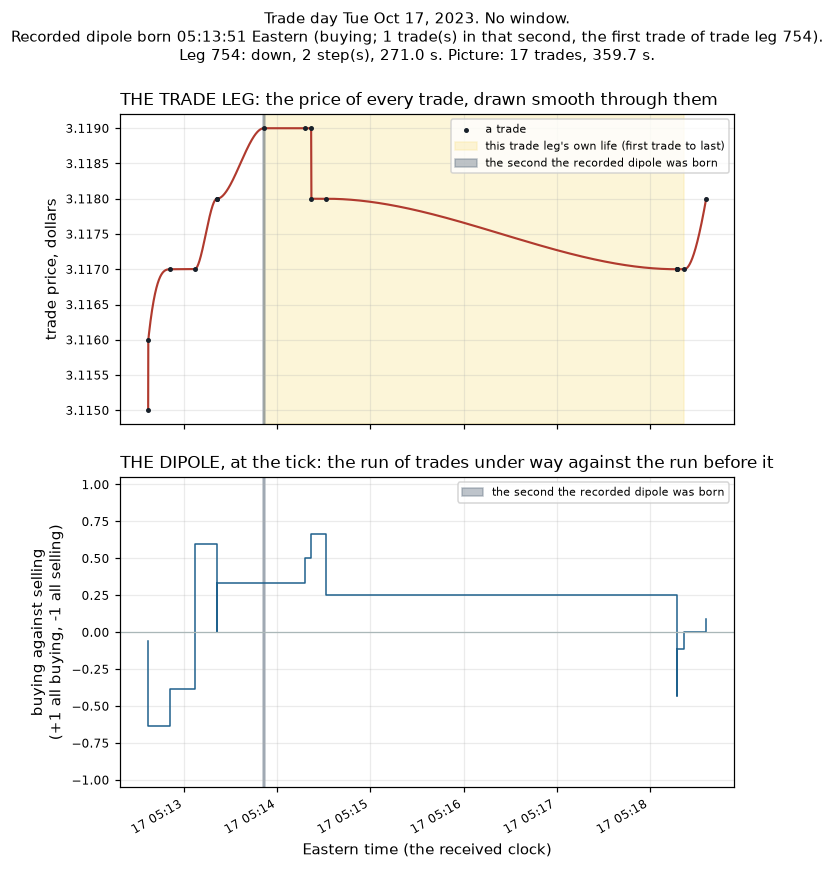 Trade day Tue Oct 17, 2023. No window.
Recorded dipole born 05:13:51 Eastern (buying; 1 trade(s) in that second, the first trade of trade leg 754).
Leg 754: down, 2 step(s), 271.0 s. Picture: 17 trades, 359.7 s.
THE TRADE LEG: the price of every trade, drawn smooth through them
a trade
this trade leg's own life (first trade to last)
the second the recorded dipole was born
trade price, dollars
3.1190
3.1185
3.1180
3.1175
3.1170
3.1165
3.1160
3.1155
3.1150
THE DIPOLE, at the tick: the run of trades under way against the run before it
the second the recorded dipole was born
buying against selling
(+1 all buying, -1 all selling)
1.00
0.75
0.50
0.25
0.00
−0.25
−0.50
−0.75
−1.00
17 05:13
17 05:14
17 05:15
17 05:16
17 05:17
17 05:18
Eastern time (the received clock)